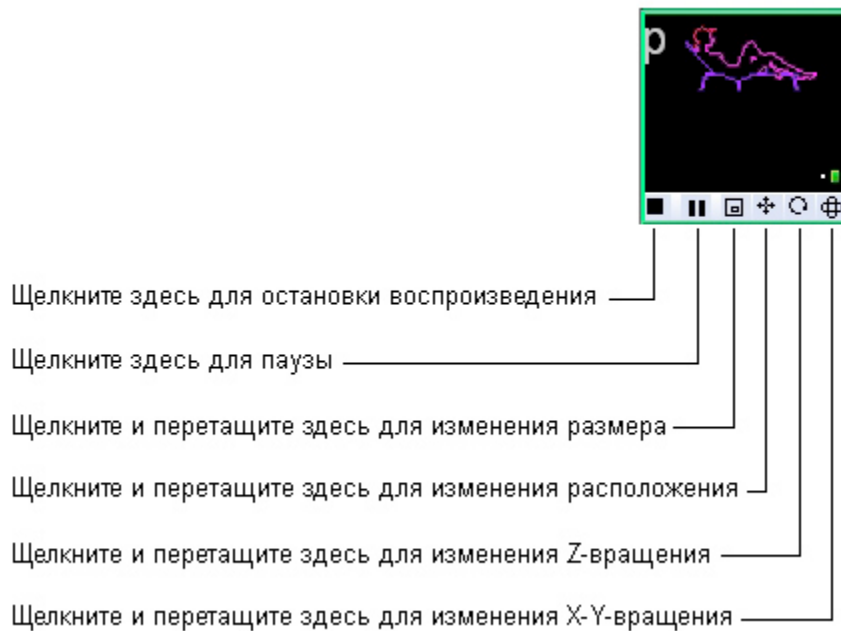 р
Щелкните здесь для остановки воспроизведения
Щелкните здесь для паузы
Щелкните и перетащите здесь для изменения размера
Щелкните и перетащите здесь для изменения расположения
Щелкните и перетащите здесь для изменения Z-вращения
Щелкните и перетащите здесь для изменения X-Y-вращения